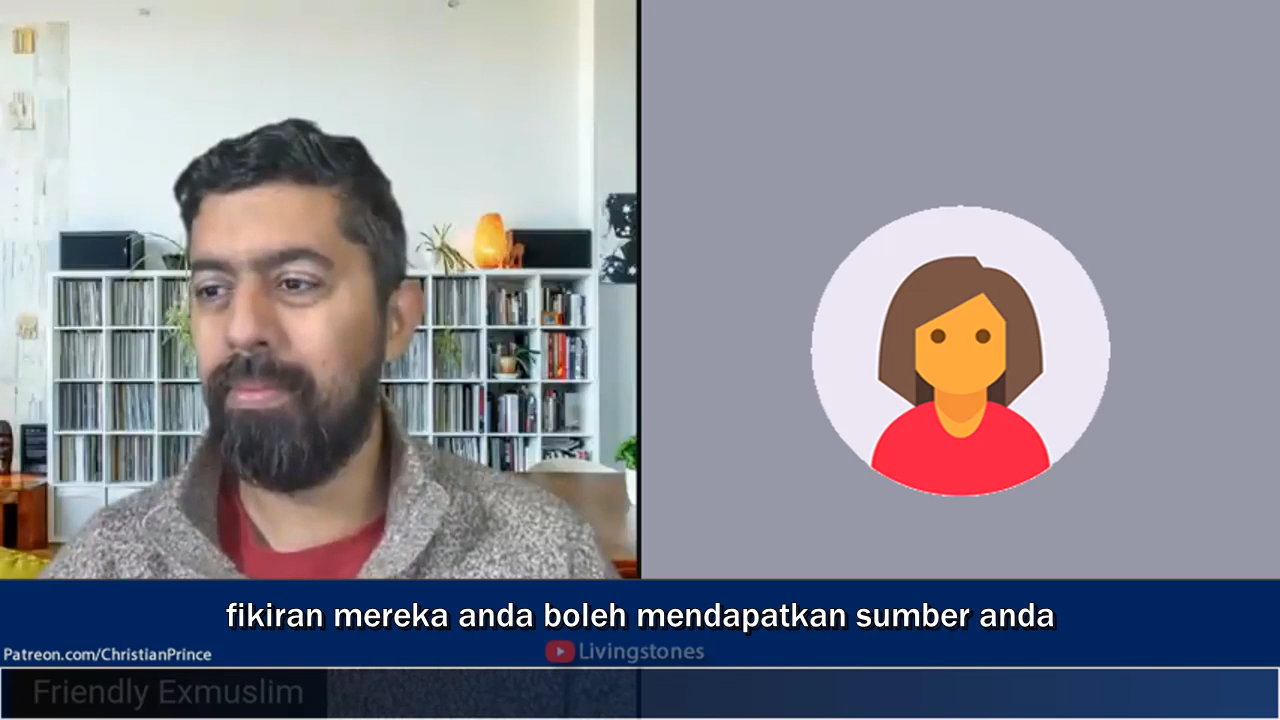 fikiran mereka anda boleh mendapatkan sumber anda
Patreon.com/ChristianPrince
Livingstones
Friendly Exmuslim